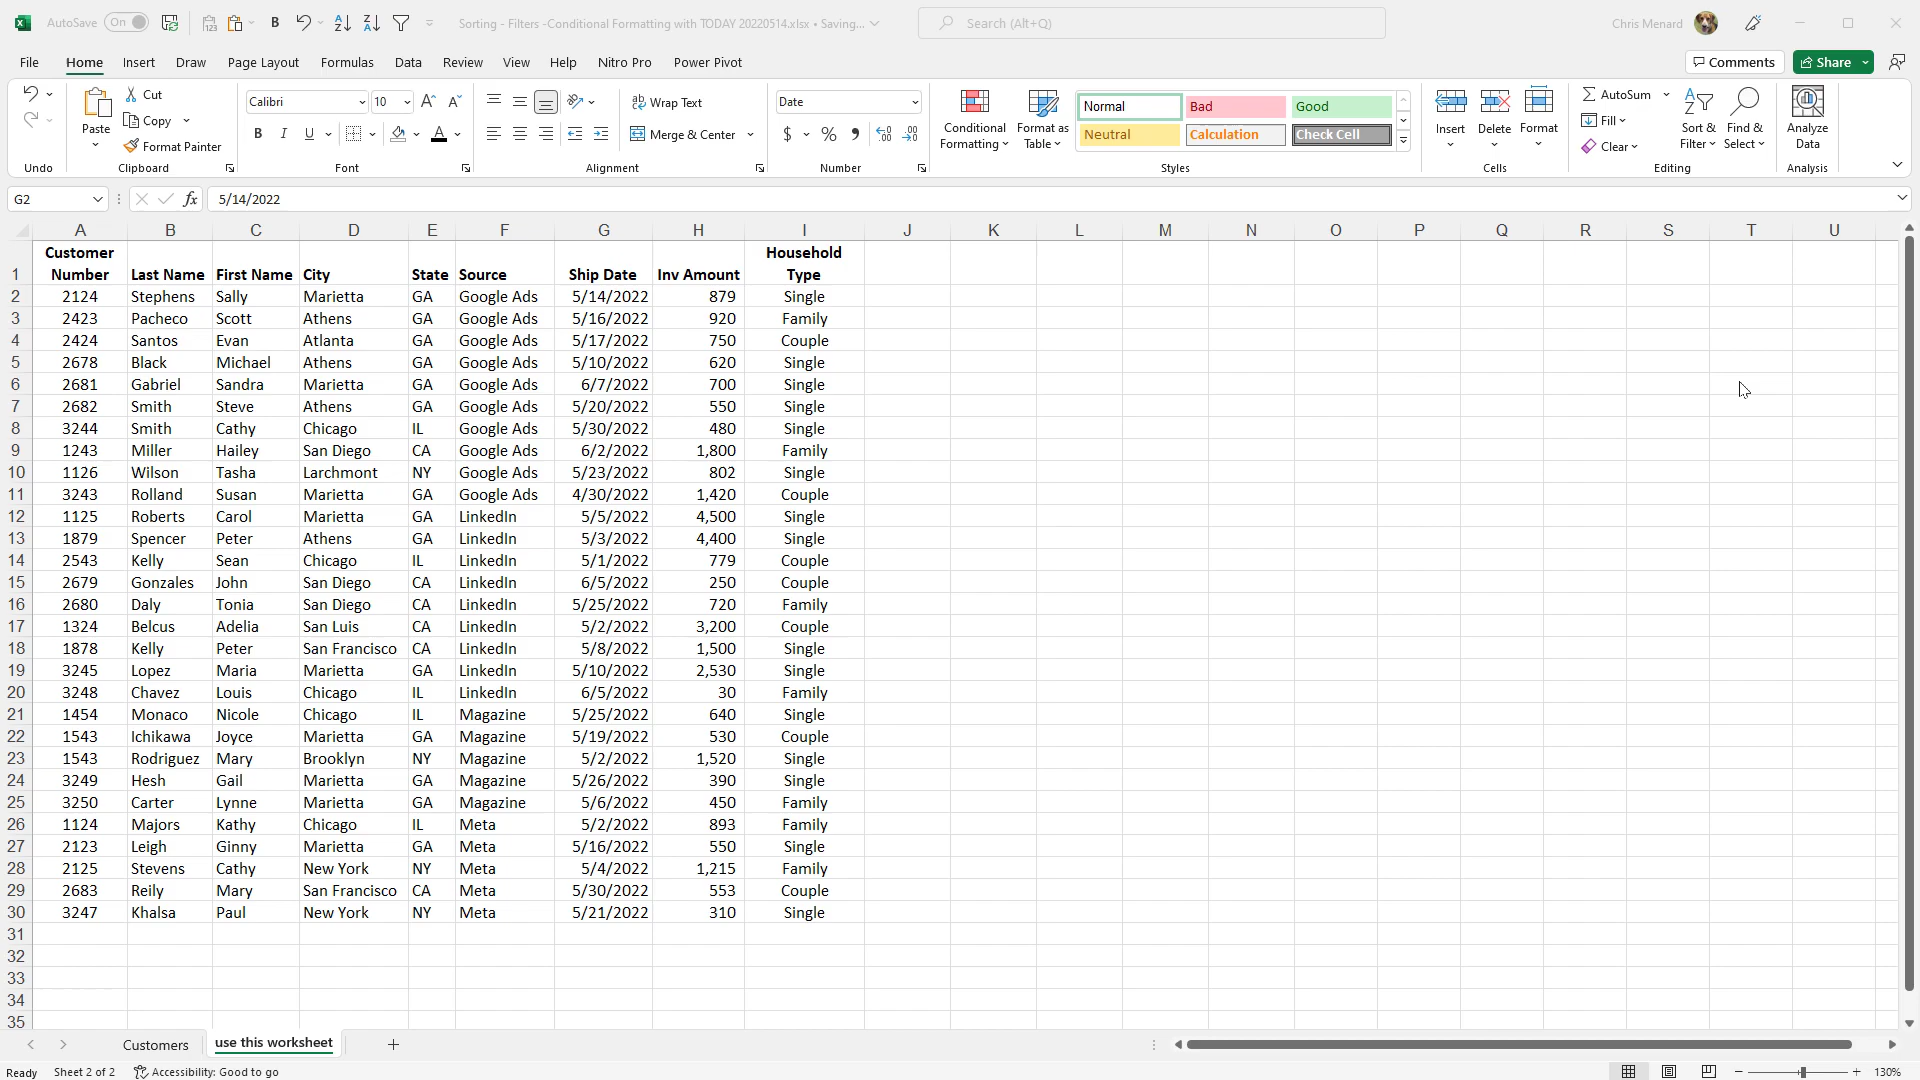 AutoSave On B Sorting - Filters -Conditional Formatting with TODAY 20220514.xlsx • Saving... Search (Alt+Q) Chris Menard
File Home Insert Draw Page Layout Formulas Data Review View Help Nitro Pro Power Pivot Comments Share
Cut Calibri 10 A A Wrap Text Date Normal Bad Good AutoSum
Paste Copy Conditional Formatting Format as Table Insert Delete Format Fill Sort & Filter Find & Select Analyze Data
Format Painter B I U A Merge & Center $ % , Neutral Calculation Check Cell Clear
Undo Clipboard Font Alignment Number Styles Cells Editing Analysis
G2 fx 5/14/2022
A B C D E F G H I J K L M N O P Q R S T U
1 Customer Number Last Name First Name City State Source Ship Date Inv Amount Household Type
2 2124 Stephens Sally Marietta GA Google Ads 5/14/2022 879 Single
3 2423 Pacheco Scott Athens GA Google Ads 5/16/2022 920 Family
4 2424 Santos Evan Atlanta GA Google Ads 5/17/2022 750 Couple
5 2678 Black Michael Athens GA Google Ads 5/10/2022 620 Single
6 2681 Gabriel Sandra Marietta GA Google Ads 6/7/2022 700 Single
7 2682 Smith Steve Athens GA Google Ads 5/20/2022 550 Single
8 3244 Smith Cathy Chicago IL Google Ads 5/30/2022 480 Single
9 1243 Miller Hailey San Diego CA Google Ads 6/2/2022 1,800 Family
10 1126 Wilson Tasha Larchmont NY Google Ads 5/23/2022 802 Single
11 3243 Rolland Susan Marietta GA Google Ads 4/30/2022 1,420 Couple
12 1125 Roberts Carol Marietta GA LinkedIn 5/5/2022 4,500 Single
13 1879 Spencer Peter Athens GA LinkedIn 5/3/2022 4,400 Single
14 2543 Kelly Sean Chicago IL LinkedIn 5/1/2022 779 Couple
15 2679 Gonzales John San Diego CA LinkedIn 6/5/2022 250 Couple
16 2680 Daly Tonia San Diego CA LinkedIn 5/25/2022 720 Family
17 1324 Belcus Adelia San Luis CA LinkedIn 5/2/2022 3,200 Couple
18 1878 Kelly Peter San Francisco CA LinkedIn 5/8/2022 1,500 Single
19 3245 Lopez Maria Marietta GA LinkedIn 5/10/2022 2,530 Single
20 3248 Chavez Louis Chicago IL LinkedIn 6/5/2022 30 Family
21 1454 Monaco Nicole Chicago IL Magazine 5/25/2022 640 Single
22 1543 Ichikawa Joyce Marietta GA Magazine 5/19/2022 530 Couple
23 1543 Rodriguez Mary Brooklyn NY Magazine 5/2/2022 1,520 Single
24 3249 Hesh Gail Marietta GA Magazine 5/26/2022 390 Single
25 3250 Carter Lynne Marietta GA Magazine 5/6/2022 450 Family
26 1124 Majors Kathy Chicago IL Meta 5/2/2022 893 Family
27 2123 Leigh Ginny Marietta GA Meta 5/16/2022 550 Single
28 2125 Stevens Cathy New York NY Meta 5/4/2022 1,215 Family
29 2683 Reily Mary San Francisco CA Meta 5/30/2022 553 Couple
30 3247 Khalsa Paul New York NY Meta 5/21/2022 310 Single
31
32
33
34
35
Customers use this worksheet
Ready Sheet 2 of 2 Accessibility: Good to go 130%